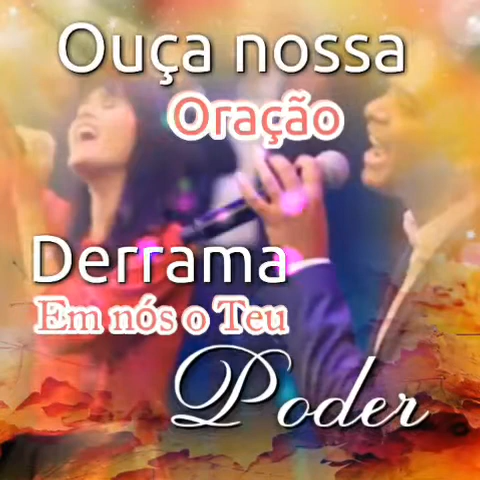 Ouça nossa
Oração
Derrama
Em nós o Teu
Poder